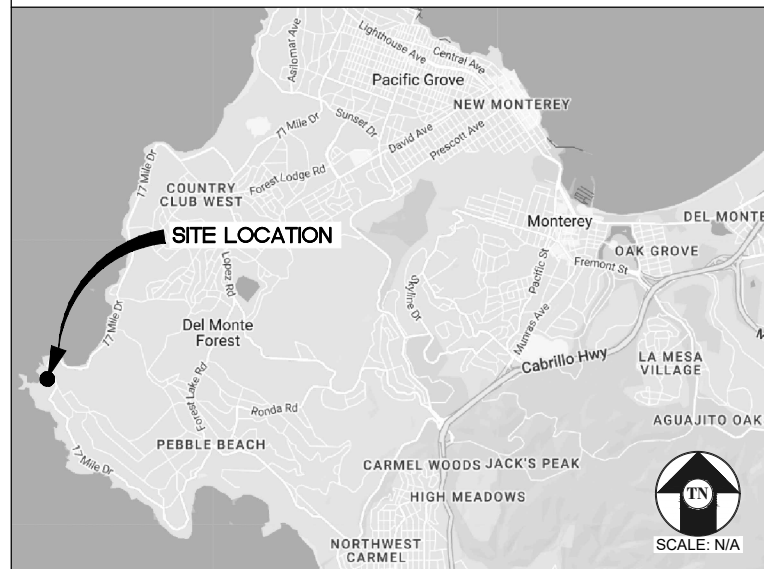 Lighthouse Ave
Central Ave
Asilomar Ave
Pacific Grove
NEW MONTEREY
Sunset Dr
17 Mile Dr
David Ave
Prescott Ave
17 Mile Dr
Forest Lodge Rd
COUNTRY
CLUB WEST
SITE LOCATION
Monterey
DEL MONTE
OAK GROVE
Lopez Rd
Pacific St
Fremont St
Skyline Dr
17 Mile Dr
Del Monte
Forest
Munras Ave
Cabrillo Hwy
LA MESA
VILLAGE
Forest Lake Rd
Ronda Rd
AGUAJITO OAK
PEBBLE BEACH
17 Mile Dr
CARMEL WOODS
JACK'S PEAK
HIGH MEADOWS
TN
SCALE: N/A
NORTHWEST
CARMEL